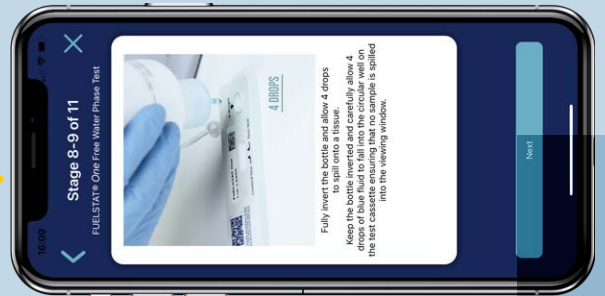 16:09
Stage 8-9 of 11
FUELSTAT® One Free Water Phase Test
4 DROPS
Fully invert the bottle and allow 4 drops
to spill onto a tissue.
Keep the bottle inverted and carefully allow 4
drops of blue fluid to fall into the circular well on
the test cassette ensuring that no sample is spilled
into the viewing window.
Next